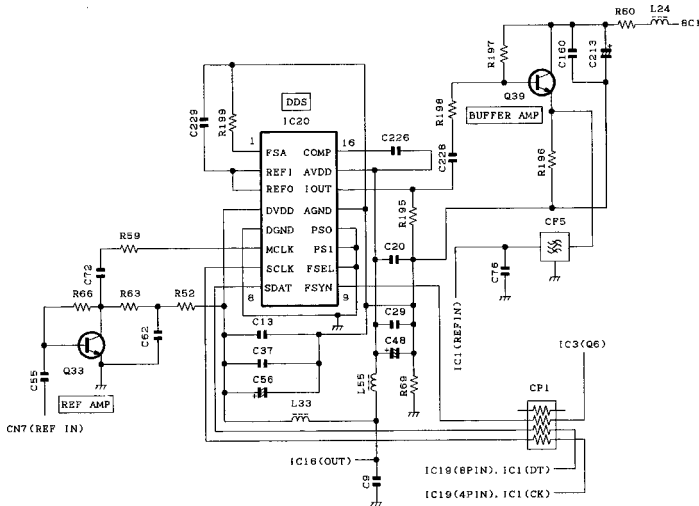 R60
L24
8C1
R197
C160
C213
Q39
BUFFER AMP
C229
R199
DDS
IC20
1
16
C226
R198
C228
R196
FSA
COMP
REFI
AVDD
REFO
IOUT
DVDD
AGND
DGND
PS0
MCLK
PS1
SCLK
FSEL
SDAT
FSYN
8
9
R195
CF5
R59
C72
C20
C76
IC1(REFIN)
R66
R63
R52
C62
C13
C29
C37
C48
C56
Q33
C55
REF AMP
L55
R69
IC3(Q6)
CP1
L33
CN7(REF IN)
IC18(OUT)
C9
IC19(8PIN), IC1(DT)
IC19(4PIN), IC1(CK)